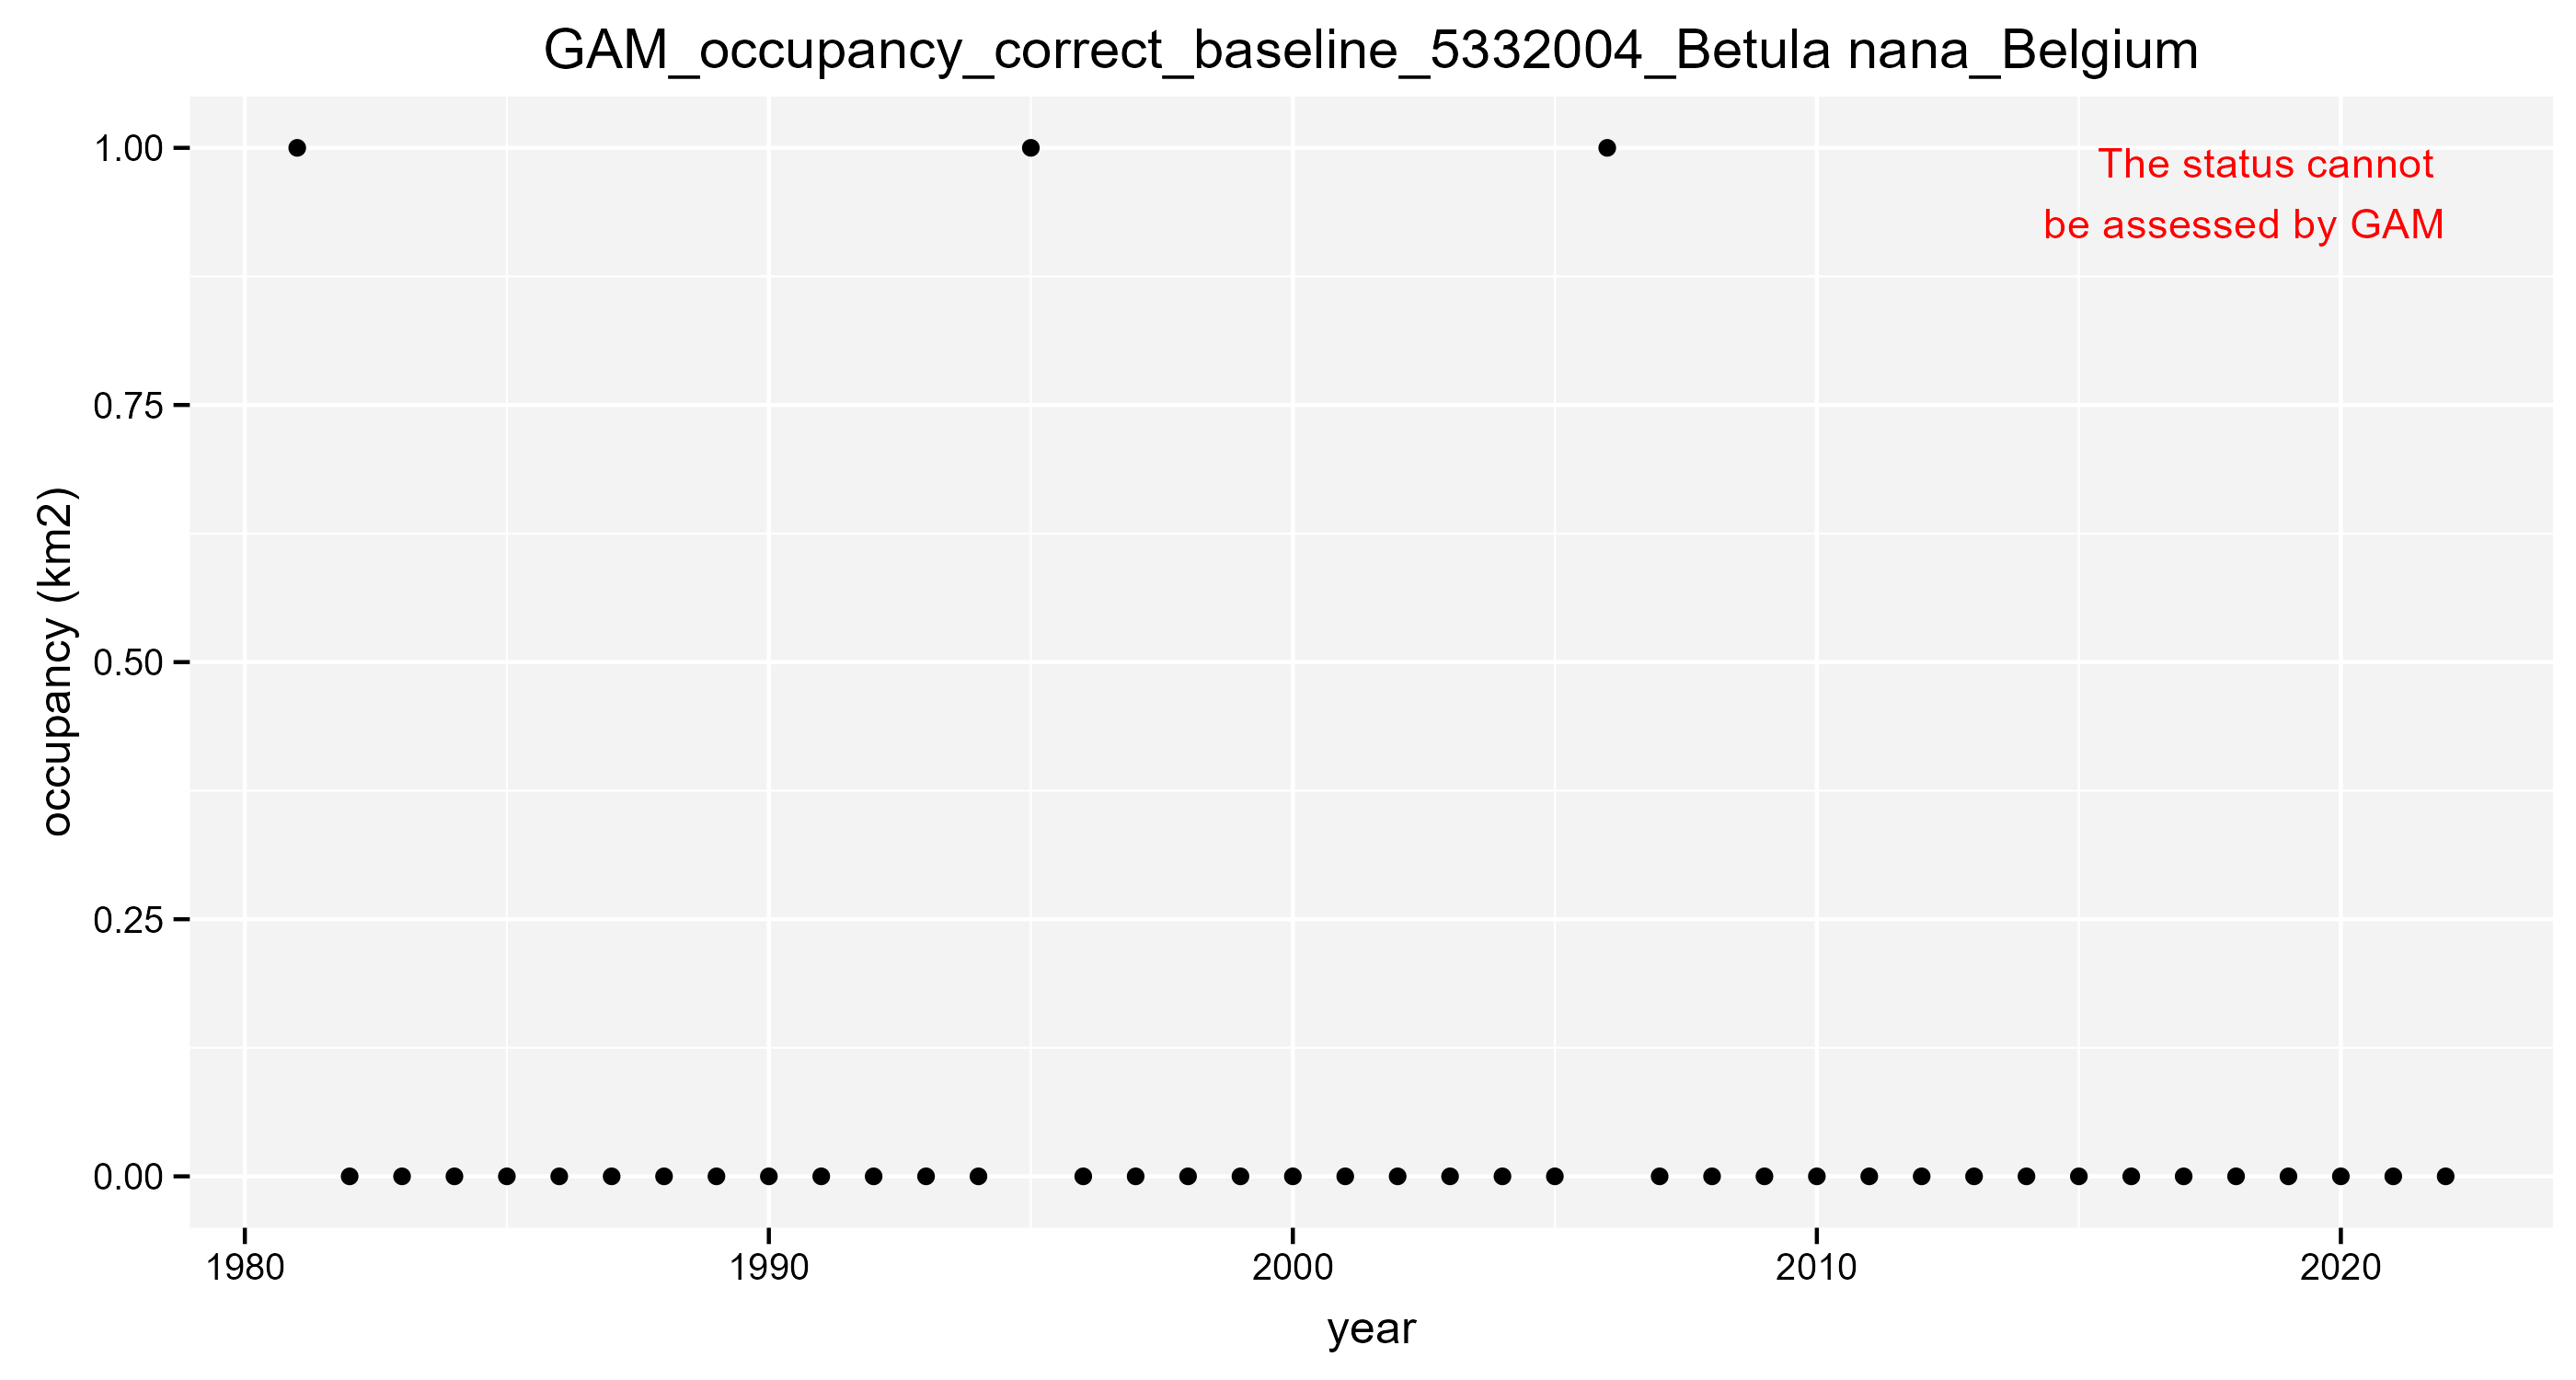 GAM_occupancy_correct_baseline_5332004_Betula nana_Belgium
The status cannot
be assessed by GAM
1.00
0.75
0.50
0.25
0.00
occupancy (km2)
1980 1990 2000 2010 2020
year